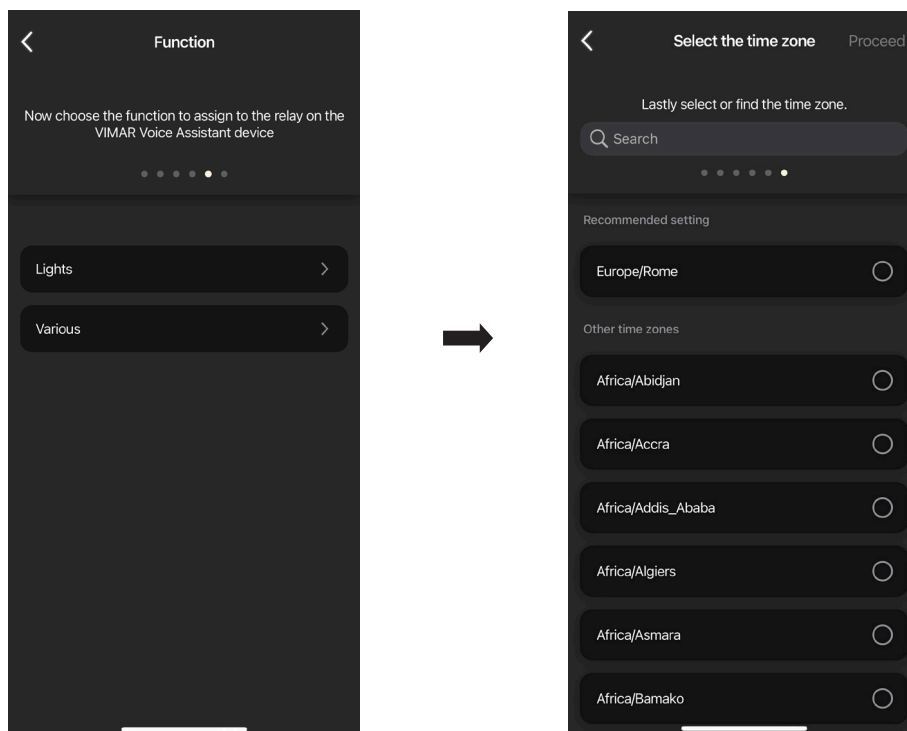 Function
Now choose the function to assign to the relay on the
VIMAR Voice Assistant device
Lights
Various
Select the time zone
Proceed
Lastly select or find the time zone.
Search
Recommended setting
Europe/Rome
Other time zones
Africa/Abidjan
Africa/Accra
Africa/Addis_Ababa
Africa/Algiers
Africa/Asmara
Africa/Bamako